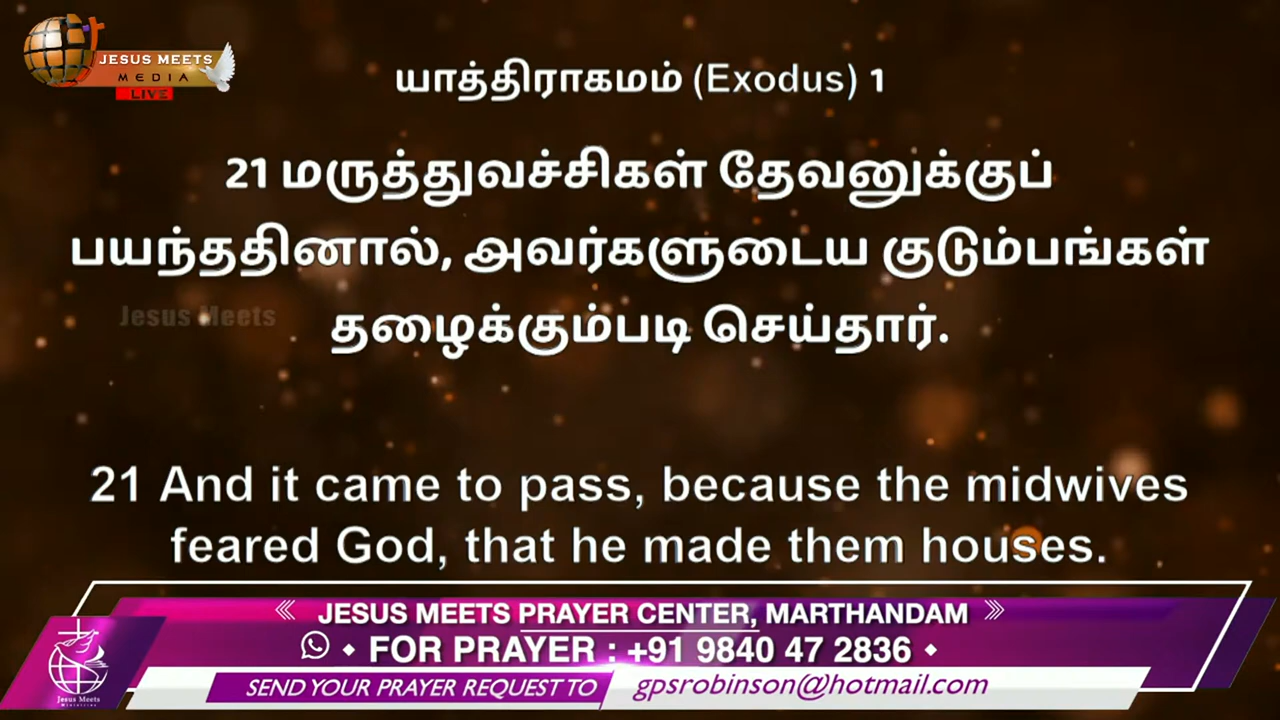 JESUS MEETS
MEDIA
LIVE
யாத்திராகமம் (Exodus) 1
21 மருத்துவச்சிகள் தேவனுக்குப்
பயந்ததினால், அவர்களுடைய குடும்பங்கள்
தழைக்கும்படி செய்தார்.
Jesus Meets
21 And it came to pass, because the midwives
feared God, that he made them houses.
JESUS MEETS PRAYER CENTER, MARTHANDAM
• FOR PRAYER : +91 9840 47 2836 •
SEND YOUR PRAYER REQUEST TO gpsrobinson@hotmail.com
Jesus Meets
Ministries